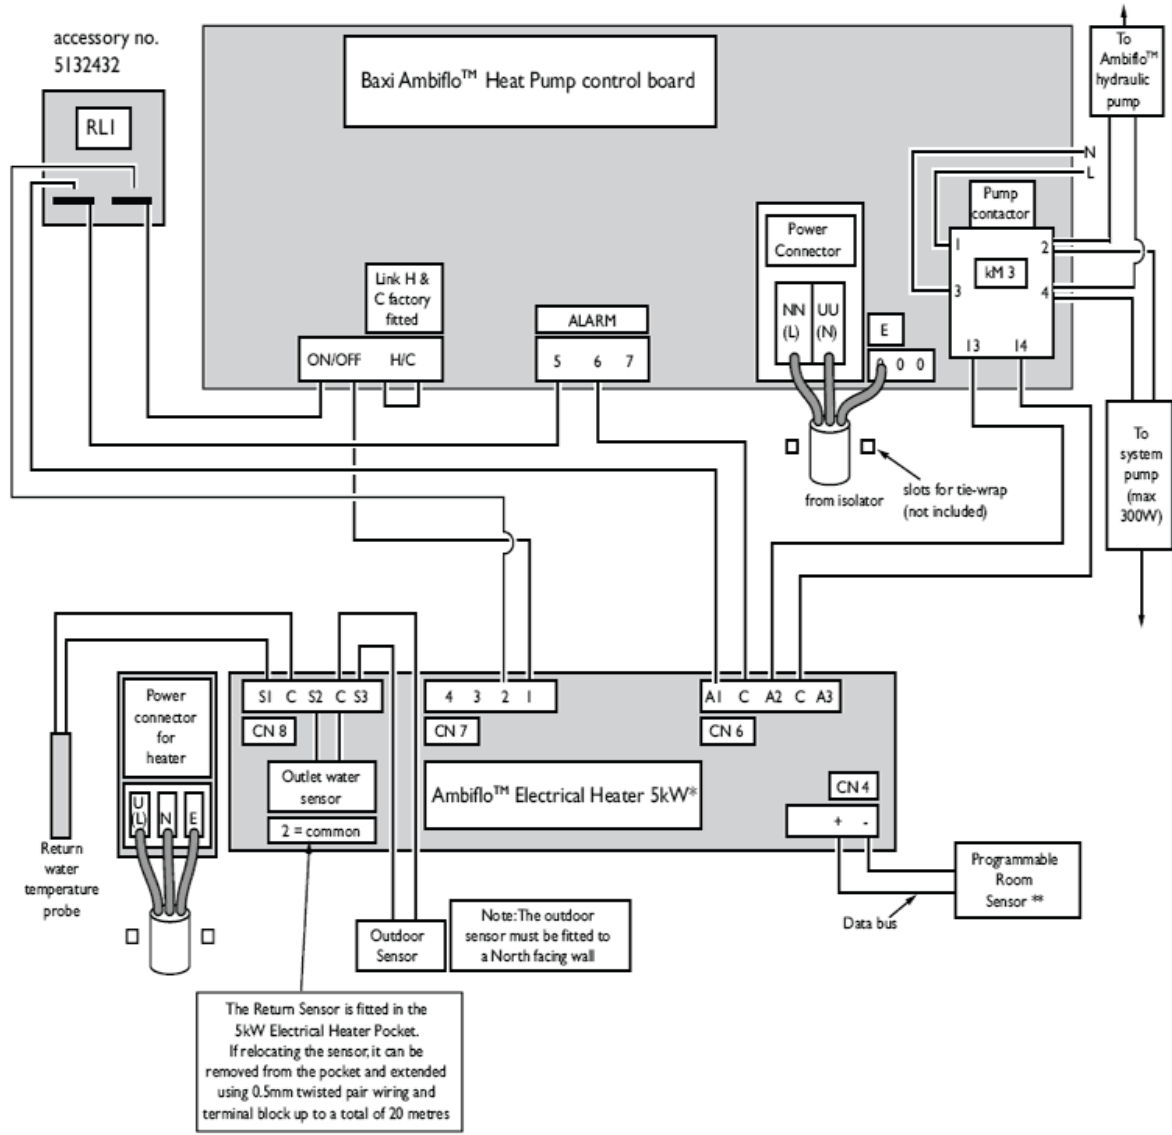 accessory no.
5132432
RL1
Baxi Ambiflo™ Heat Pump control board
To
Ambiflo™
hydraulic
pump
N
L
Pump
contactor
1
2
kM 3
3
4
13
14
Power
Connector
NN
(L)
UU
(N)
E
0 0 0
Link H &
C factory
fitted
ON/OFF
H/C
ALARM
5 6 7
from isolator
slots for tie-wrap
(not included)
To
system
pump
(max
300W)
Power
connector
for
heater
U
(L)
N
E
S1 C S2 C S3
CN 8
4 3 2 1
CN 7
A1 C A2 C A3
CN 6
Outlet water
sensor
2 = common
Ambiflo™ Electrical Heater 5kW*
CN 4
+ -
Return
water
temperature
probe
Programmable
Room
Sensor **
Data bus
Outdoor
Sensor
Note: The outdoor
sensor must be fitted to
a North facing wall
The Return Sensor is fitted in the
5kW Electrical Heater Pocket.
If relocating the sensor, it can be
removed from the pocket and extended
using 0.5mm twisted pair wiring and
terminal block up to a total of 20 metres